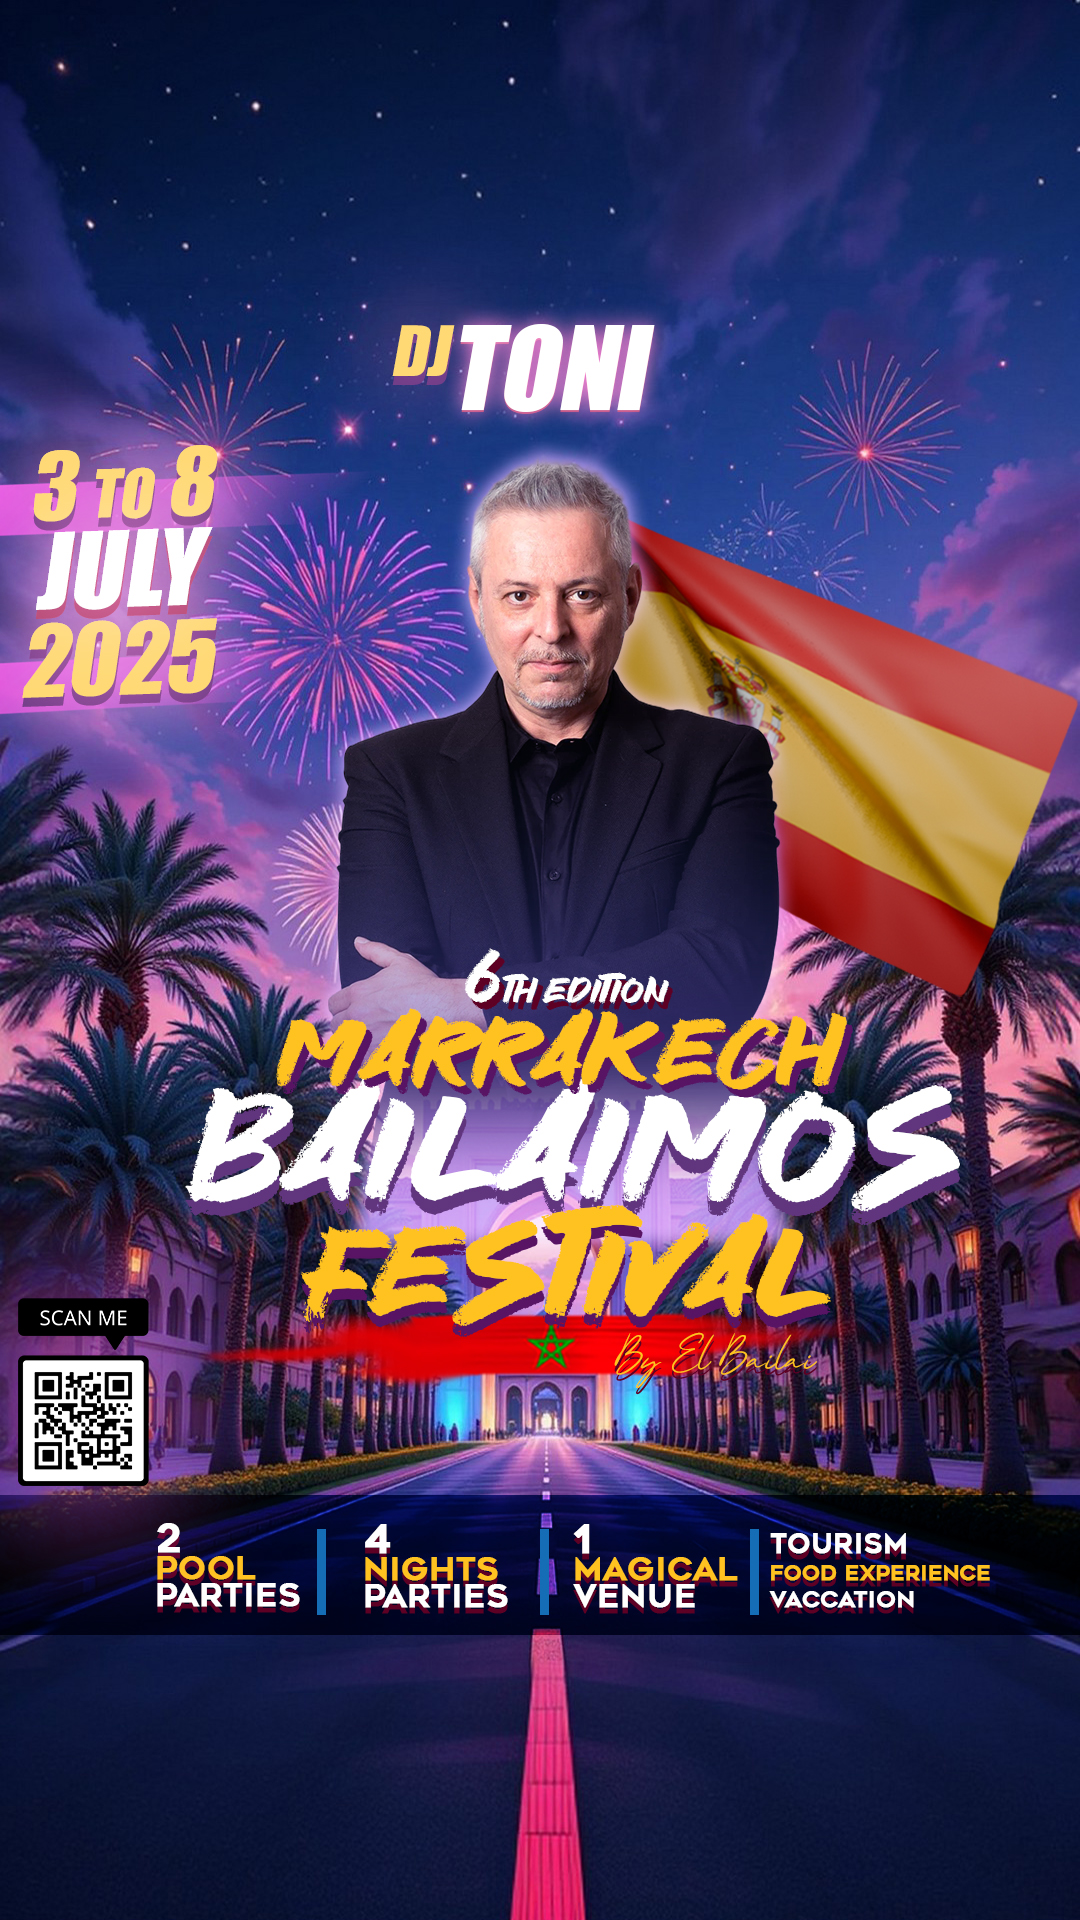 DJ TONI
3 TO 8
JULY
2025
6TH EDITION
MARRAKECH
BAILAIMOS
FESTIVAL
By El Bailai
SCAN ME
2
POOL
PARTIES
4
NIGHTS
PARTIES
1
MAGICAL
VENUE
TOURISM
FOOD EXPERIENCE
VACCATION